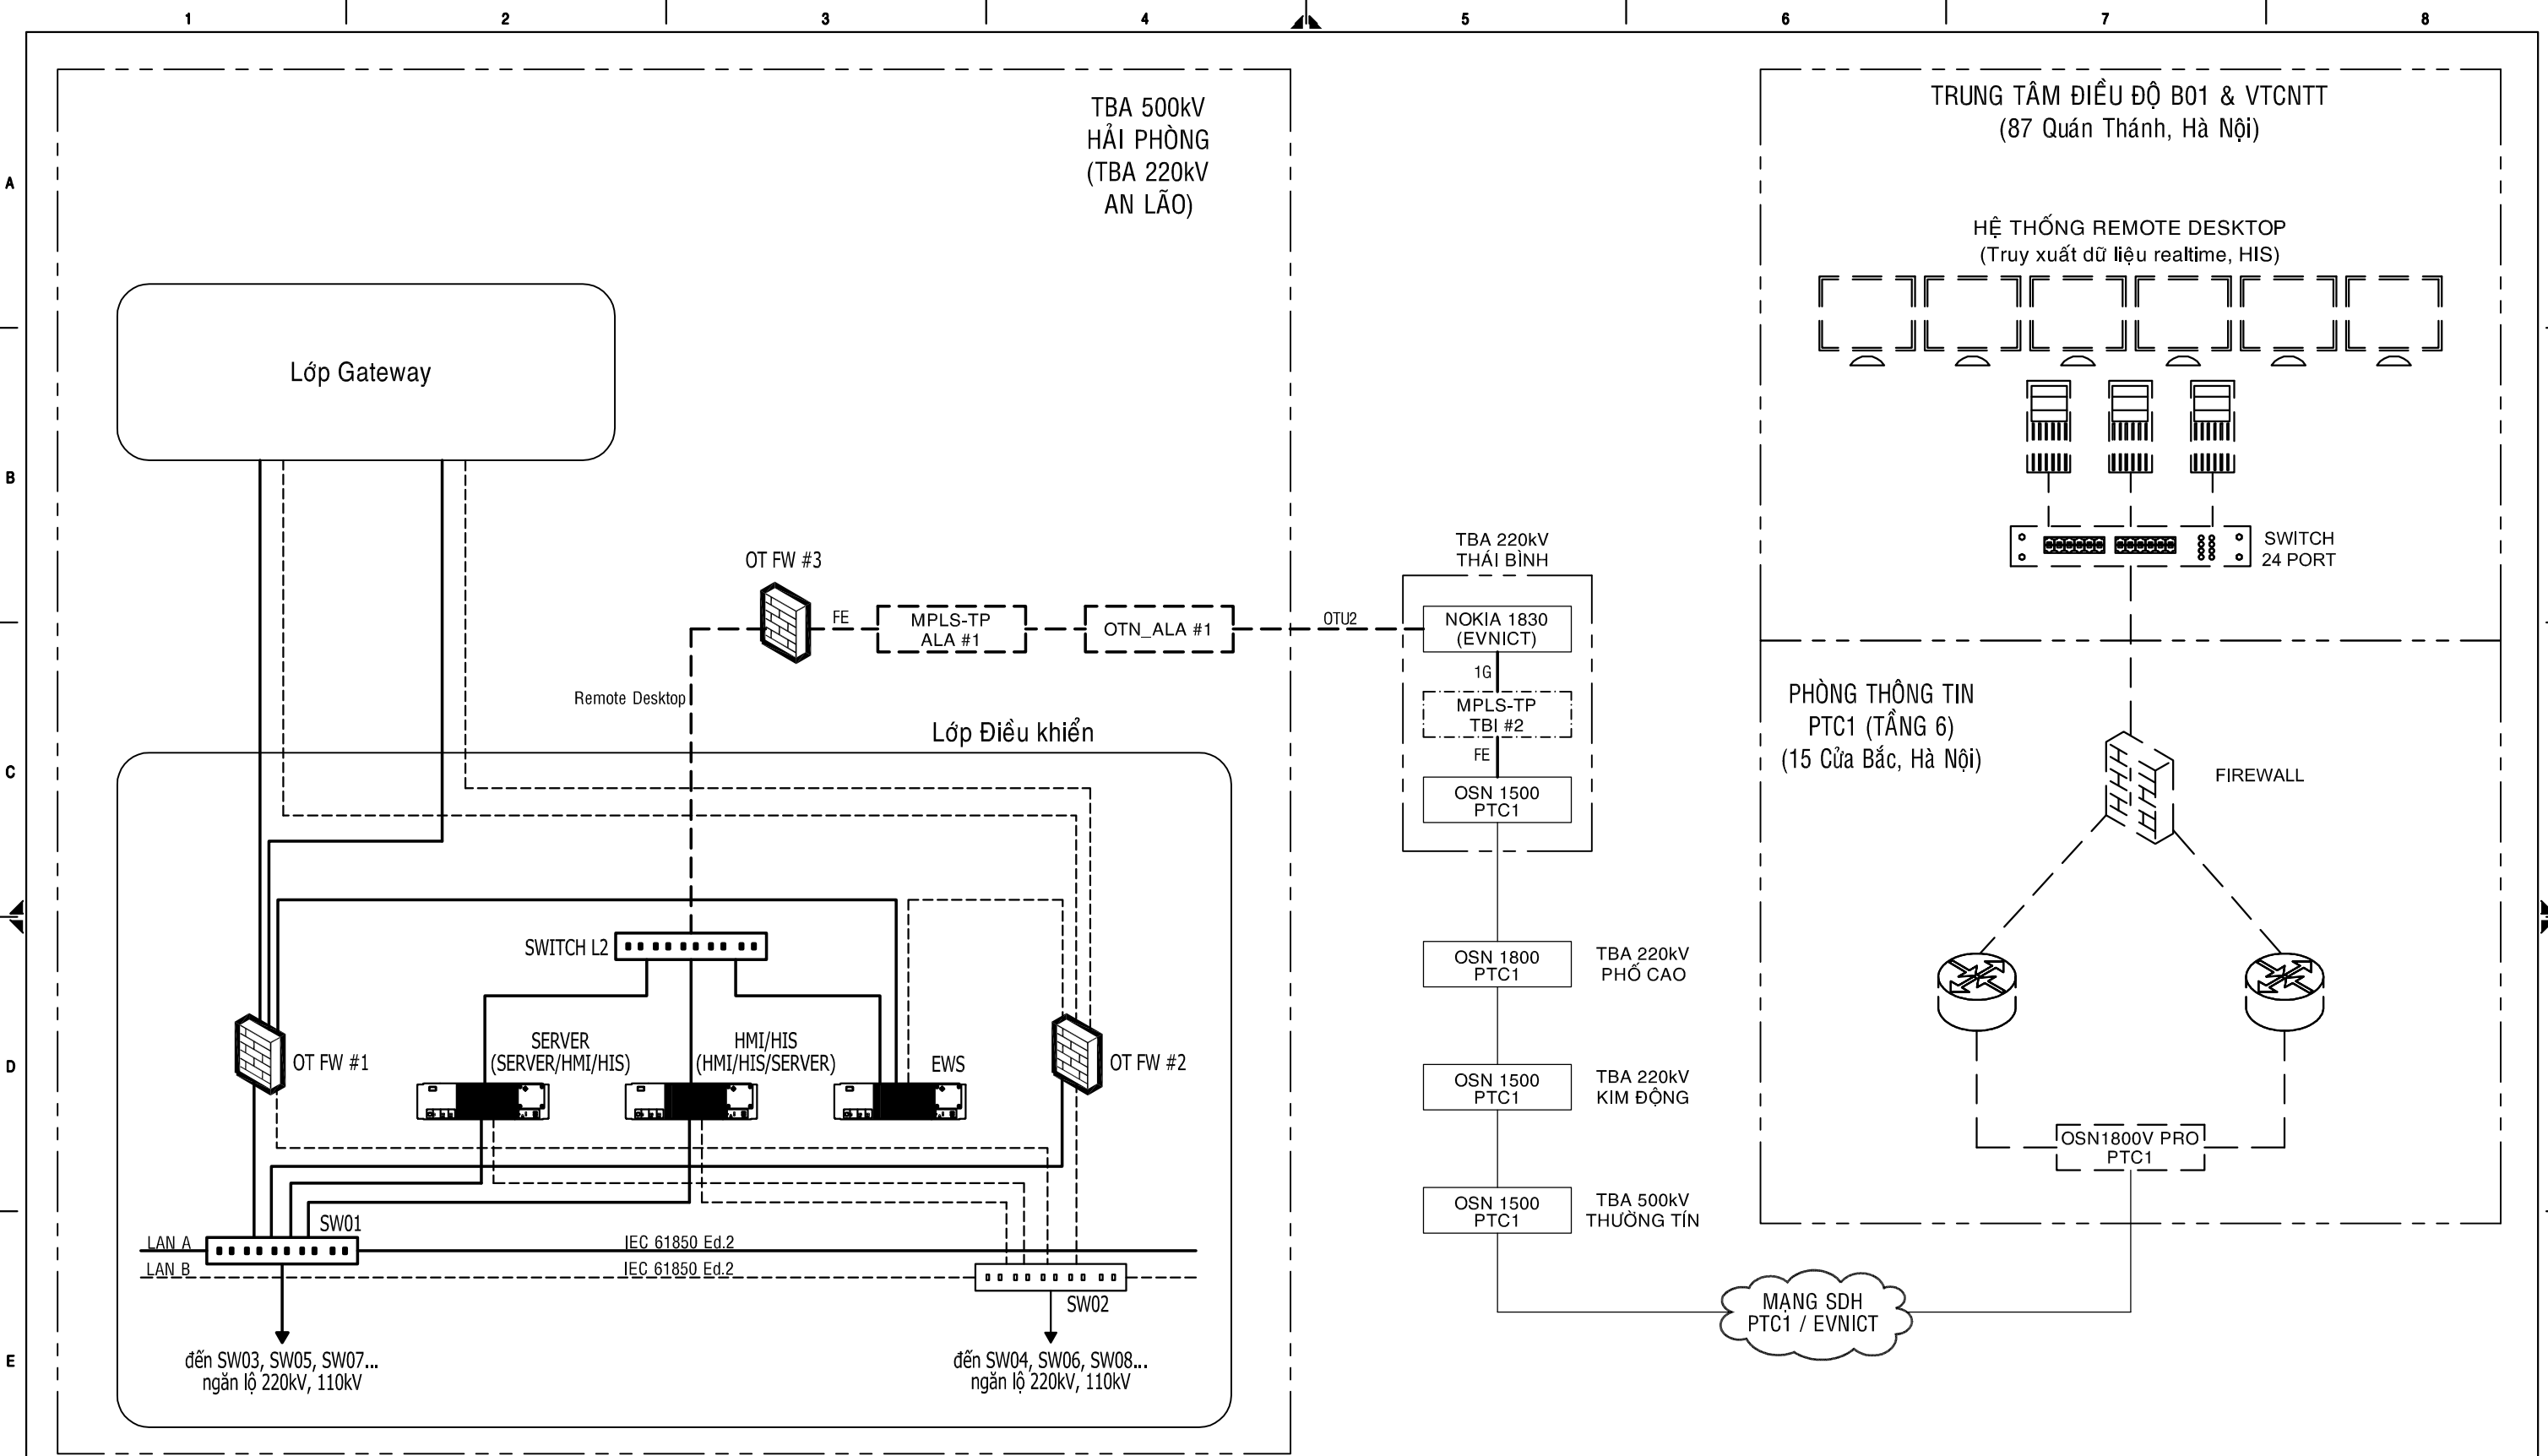 1 2 3 4 5 6 7 8
A
B
C
D
E
TBA 500kV
HẢI PHÒNG
(TBA 220kV
AN LÃO)
Lớp Gateway
OT FW #3
FE
MPLS-TP
ALA #1
OTN_ALA #1
OTU2
Remote Desktop
Lớp Điều khiển
SWITCH L2
OT FW #1
SERVER
(SERVER/HMI/HIS)
HMI/HIS
(HMI/HIS/SERVER)
EWS
OT FW #2
SW01
LAN A
IEC 61850 Ed.2
LAN B
IEC 61850 Ed.2
SW02
đến SW03, SW05, SW07...
ngăn lộ 220kV, 110kV
đến SW04, SW06, SW08...
ngăn lộ 220kV, 110kV
TBA 220kV
THÁI BÌNH
NOKIA 1830
(EVNICT)
1G
MPLS-TP
TBI #2
FE
OSN 1500
PTC1
OSN 1800
PTC1
TBA 220kV
PHỐ CAO
OSN 1500
PTC1
TBA 220kV
KIM ĐỘNG
OSN 1500
PTC1
TBA 500kV
THƯỜNG TÍN
MẠNG SDH
PTC1 / EVNICT
TRUNG TÂM ĐIỀU ĐỘ B01 & VTCNTT
(87 Quán Thánh, Hà Nội)
HỆ THỐNG REMOTE DESKTOP
(Truy xuất dữ liệu realtime, HIS)
SWITCH
24 PORT
PHÒNG THÔNG TIN
PTC1 (TẦNG 6)
(15 Cửa Bắc, Hà Nội)
FIREWALL
OSN1800V PRO
PTC1